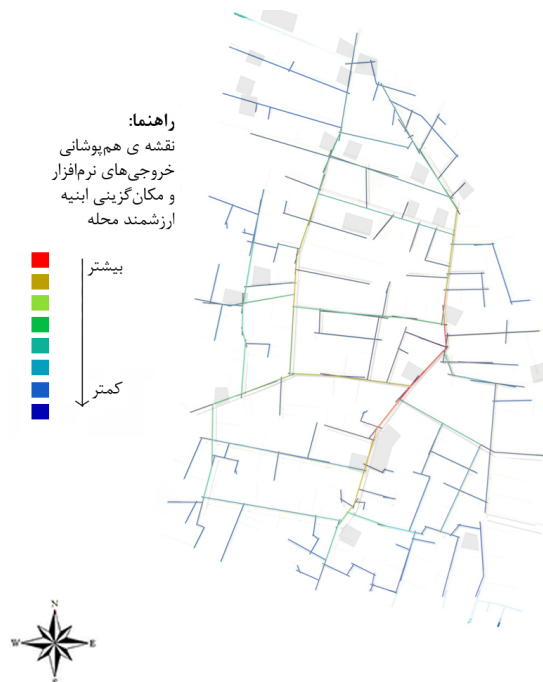 راهنما:
نقشه ی هم‌پوشانی
خروجی‌های نرم‌افزار
و مکان‌گزینی ابنیه
ارزشمند محله
بیشتر
کمتر
N
W E
S